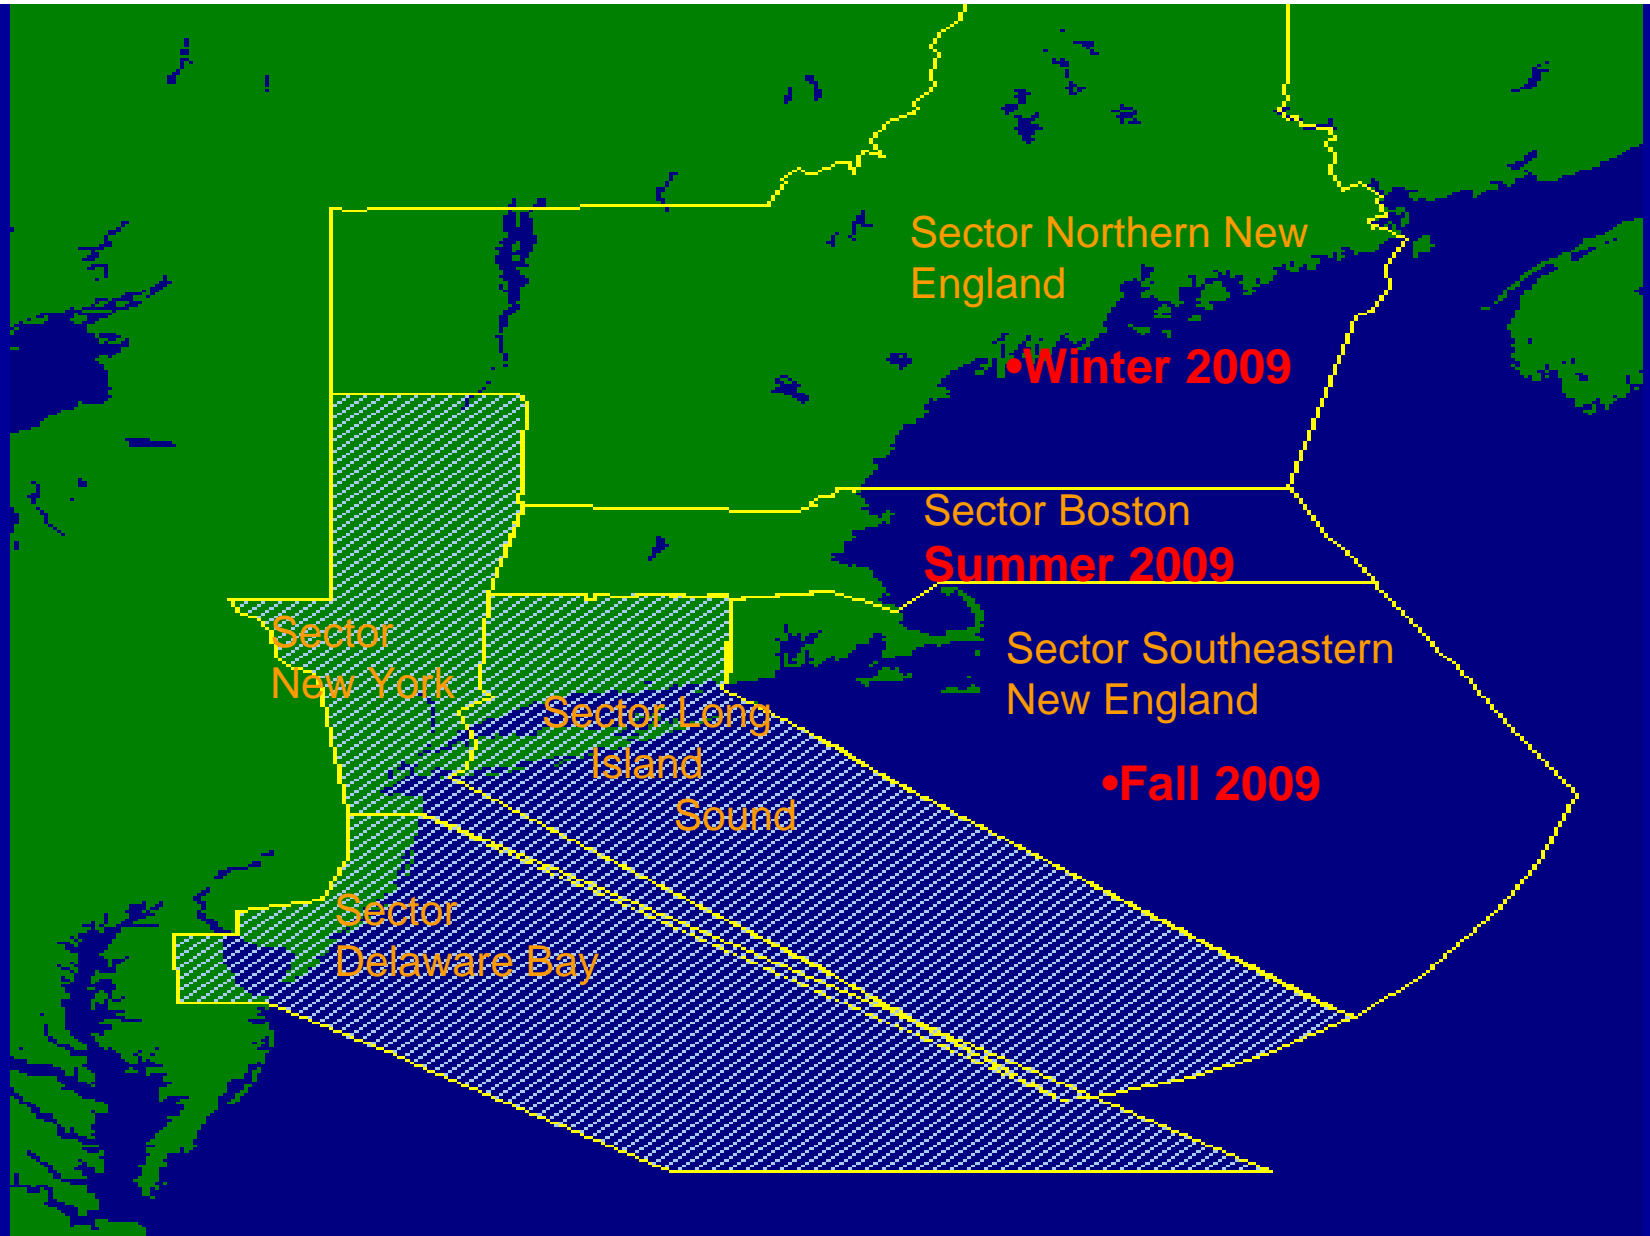 Sector Northern New
England
•Winter 2009
Sector Boston
Summer 2009
Sector
New York
Sector Southeastern
New England
Sector Long
Island
Sound
•Fall 2009
Sector
Delaware Bay